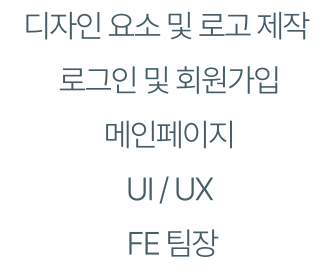 디자인 요소 및 로고 제작
로그인 및 회원가입
메인페이지
UI / UX
FE 팀장